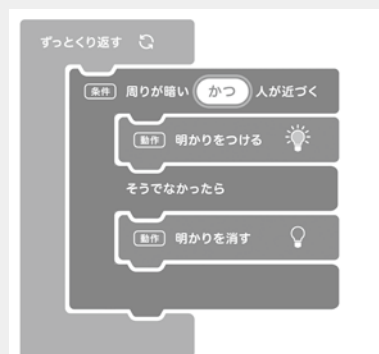 ずっとくり返す
条件 周りが暗い かつ 人が近づく
動作 明かりをつける
そうでなかったら
動作 明かりを消す